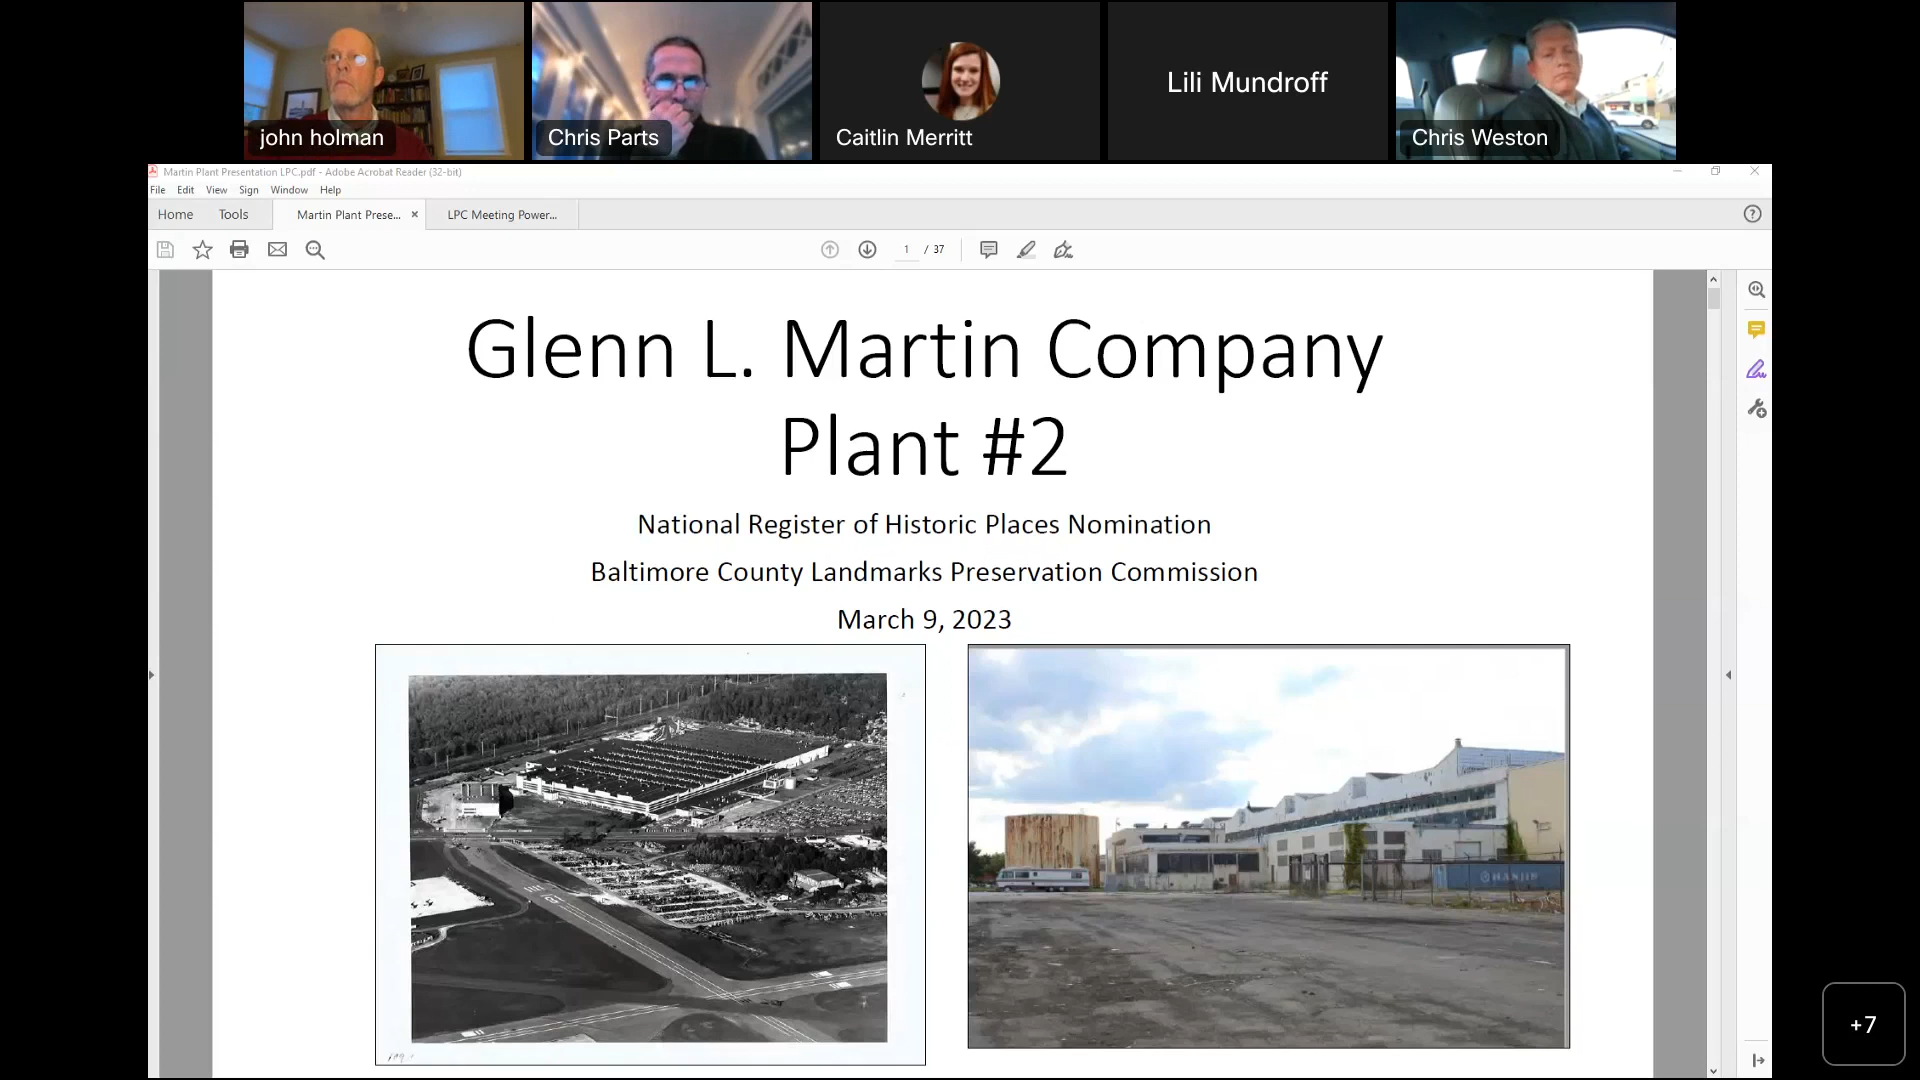 john holman
Chris Parts
Caitlin Merritt
Lili Mundroff
Chris Weston
Martin Plant Presentation LPC.pdf - Adobe Acrobat Reader (32-bit)
File Edit View Sign Window Help
Home Tools Martin Plant Prese... × LPC Meeting Power...
1 / 37
Glenn L. Martin Company
Plant #2
National Register of Historic Places Nomination
Baltimore County Landmarks Preservation Commission
March 9, 2023
+7